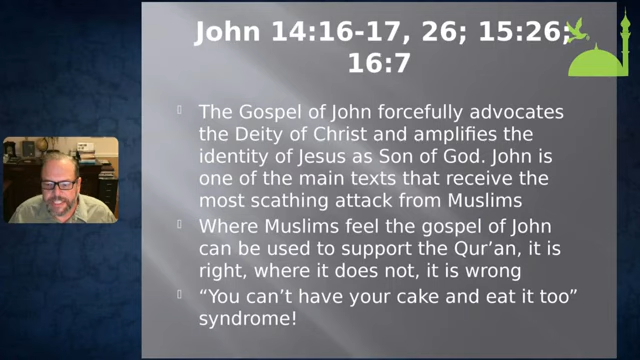 John 14:16-17, 26; 15:26;
16:7
The Gospel of John forcefully advocates
the Deity of Christ and amplifies the
identity of Jesus as Son of God. John is
one of the main texts that receive the
most scathing attack from Muslims
Where Muslims feel the gospel of John
can be used to support the Qur’an, it is
right, where it does not, it is wrong
“You can’t have your cake and eat it too”
syndrome!